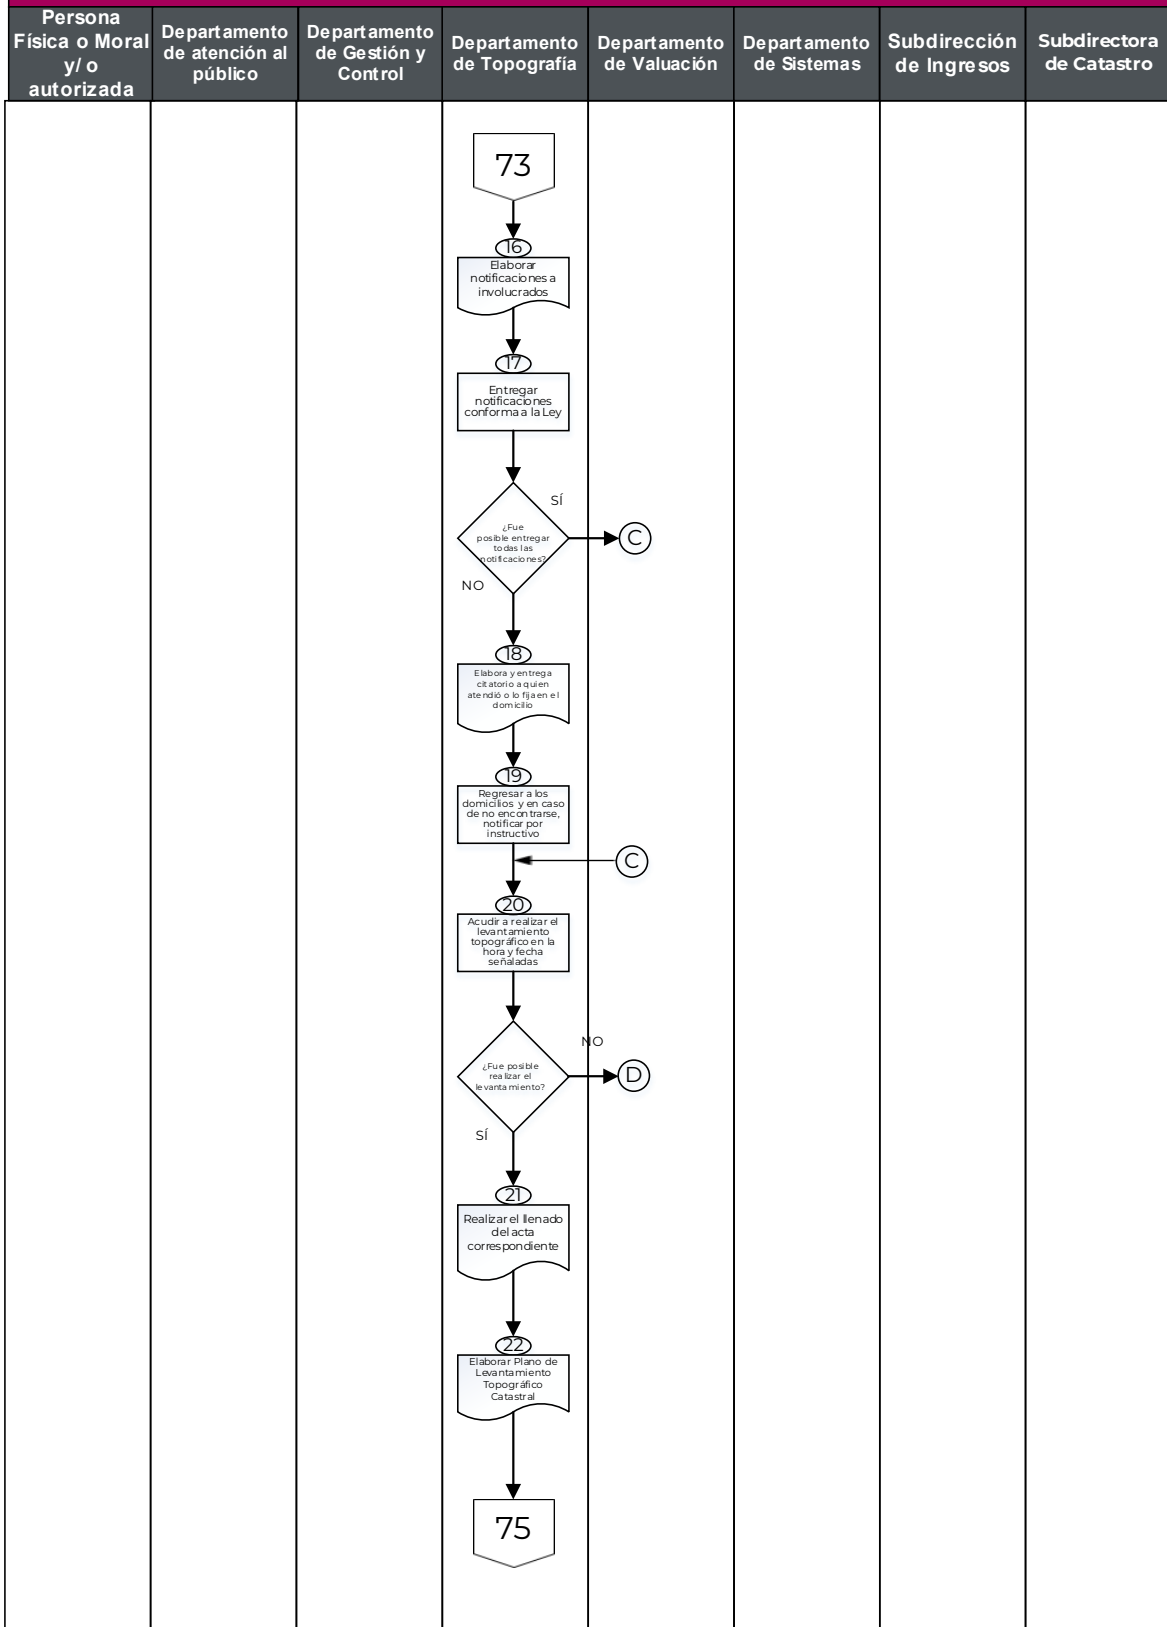 Persona
Física o Moral
y/ o
autorizada
Departamento
de atención al
público
Departamento
de Gestión y
Control
Departamento
de Topografía
Departamento
de Valuación
Departamento
de Sistemas
Subdirección
de Ingresos
Subdirectora
de Catastro
73
16
Elaborar
notificaciones a
involucrados
17
Entregar
notificaciones
conforma a la Ley
SÍ
¿Fue
posible entregar
todas las
notificaciones?
C
NO
18
Elabora y entrega
citatorio a quien
atendió o lo fija en el
domicilio
19
Regresar a los
domicilios y en caso
de no encontrarse,
notificar por
instructivo
C
20
Acudir a realizar el
levantamiento
topográfico en la
hora y fecha
señaladas
NO
¿Fue posible
realizar el
levantamiento?
D
SÍ
21
Realizar el llenado
del acta
correspondiente
22
Elaborar Plano de
Levantamiento
Topográfico
Catastral
75